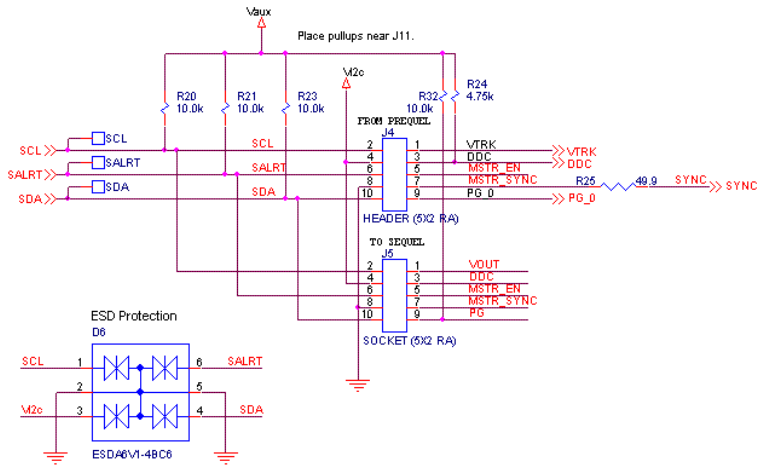 Vaux
Place pullups near J11.
VI2c
R20
10.0k
R21
10.0k
R23
10.0k
R32
10.0k
R24
4.75k
FROM PREQUEL
J4
SCL
SCL
SCL
SALRT
SALRT
SALRT
SDA
SDA
SDA
2
4
6
8
10
1
3
5
7
9
VTRK
DDC
MSTR_EN
MSTR_SYNC
PG_0
VTRK
DDC
R25
49.9
SYNC
SYNC
PG_0
HEADER (5X2 RA)
TO SEQUEL
J5
2
4
6
8
10
1
3
5
7
9
VOUT
DDC
MSTR_EN
MSTR_SYNC
PG
SOCKET (5X2 RA)
ESD Protection
D6
SCL
1
6
SALRT
2
5
VI2c
3
4
SDA
ESDA6V1-4BC6